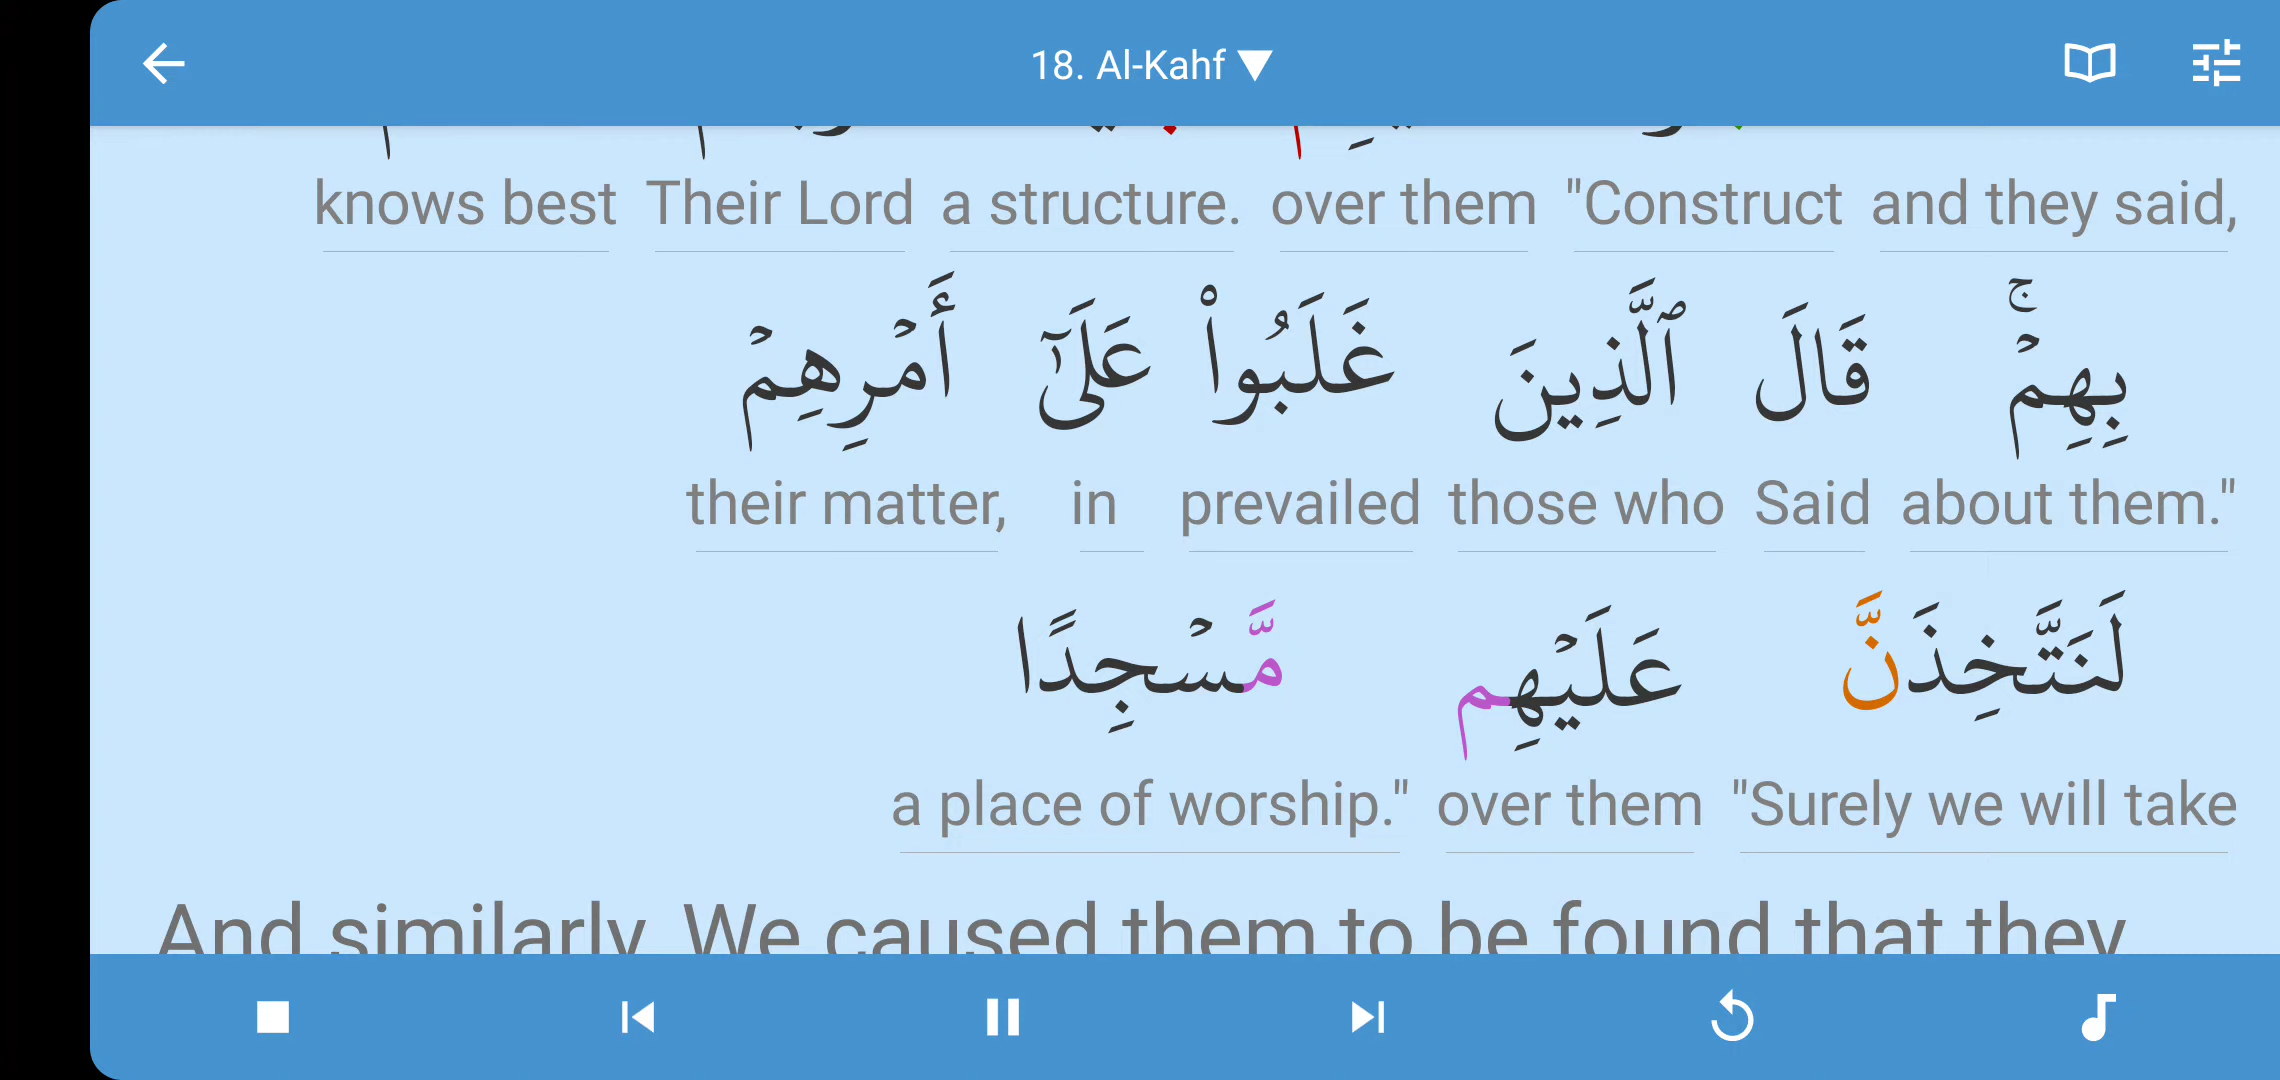 18. Al-Kahf ▼
knows best Their Lord a structure. over them "Construct and they said,
بِهِمۡۚ قَالَ ٱلَّذِينَ غَلَبُواْ عَلَىٰٓ أَمۡرِهِمۡ
their matter, in prevailed those who Said about them."
لَنَتَّخِذَنَّ عَلَيۡهِم مَّسۡجِدًا
a place of worship." over them "Surely we will take
And similarly, We caused them to be found that they